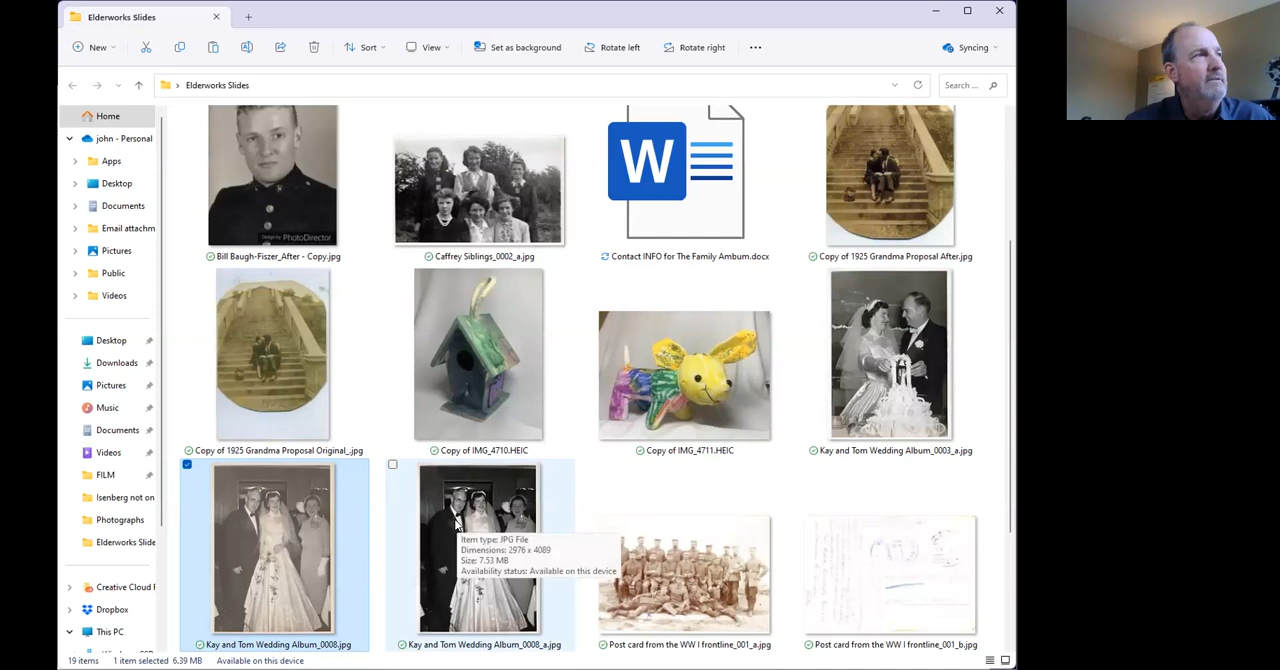 Elderworks Slides
New
Sort
View
Set as background
Rotate left
Rotate right
Syncing
Elderworks Slides
Search ...
Home
john - Personal
Apps
Desktop
Documents
Email attachm
Pictures
Public
Videos
Desktop
Downloads
Pictures
Music
Documents
Videos
FILM
Isenberg not on
Photographs
Elderworks Slide
Creative Cloud F
Dropbox
This PC
Design by PhotoDirector
W
Bill Baugh-Fiszer_After - Copy.jpg
Caffrey Siblings_0002_a.jpg
Contact INFO for The Family Ambum.docx
Copy of 1925 Grandma Proposal After.jpg
Copy of 1925 Grandma Proposal Original_.jpg
Copy of IMG_4710.HEIC
Copy of IMG_4711.HEIC
Kay and Tom Wedding Album_0003_a.jpg
Item type: JPG File
Dimensions: 2976 x 4089
Size: 7.53 MB
Availability status: Available on this device
Kay and Tom Wedding Album_0008.jpg
Kay and Tom Wedding Album_0008_a.jpg
Post card from the WW I frontline_001_a.jpg
Post card from the WW I frontline_001_b.jpg
19 items
1 item selected 6.39 MB
Available on this device